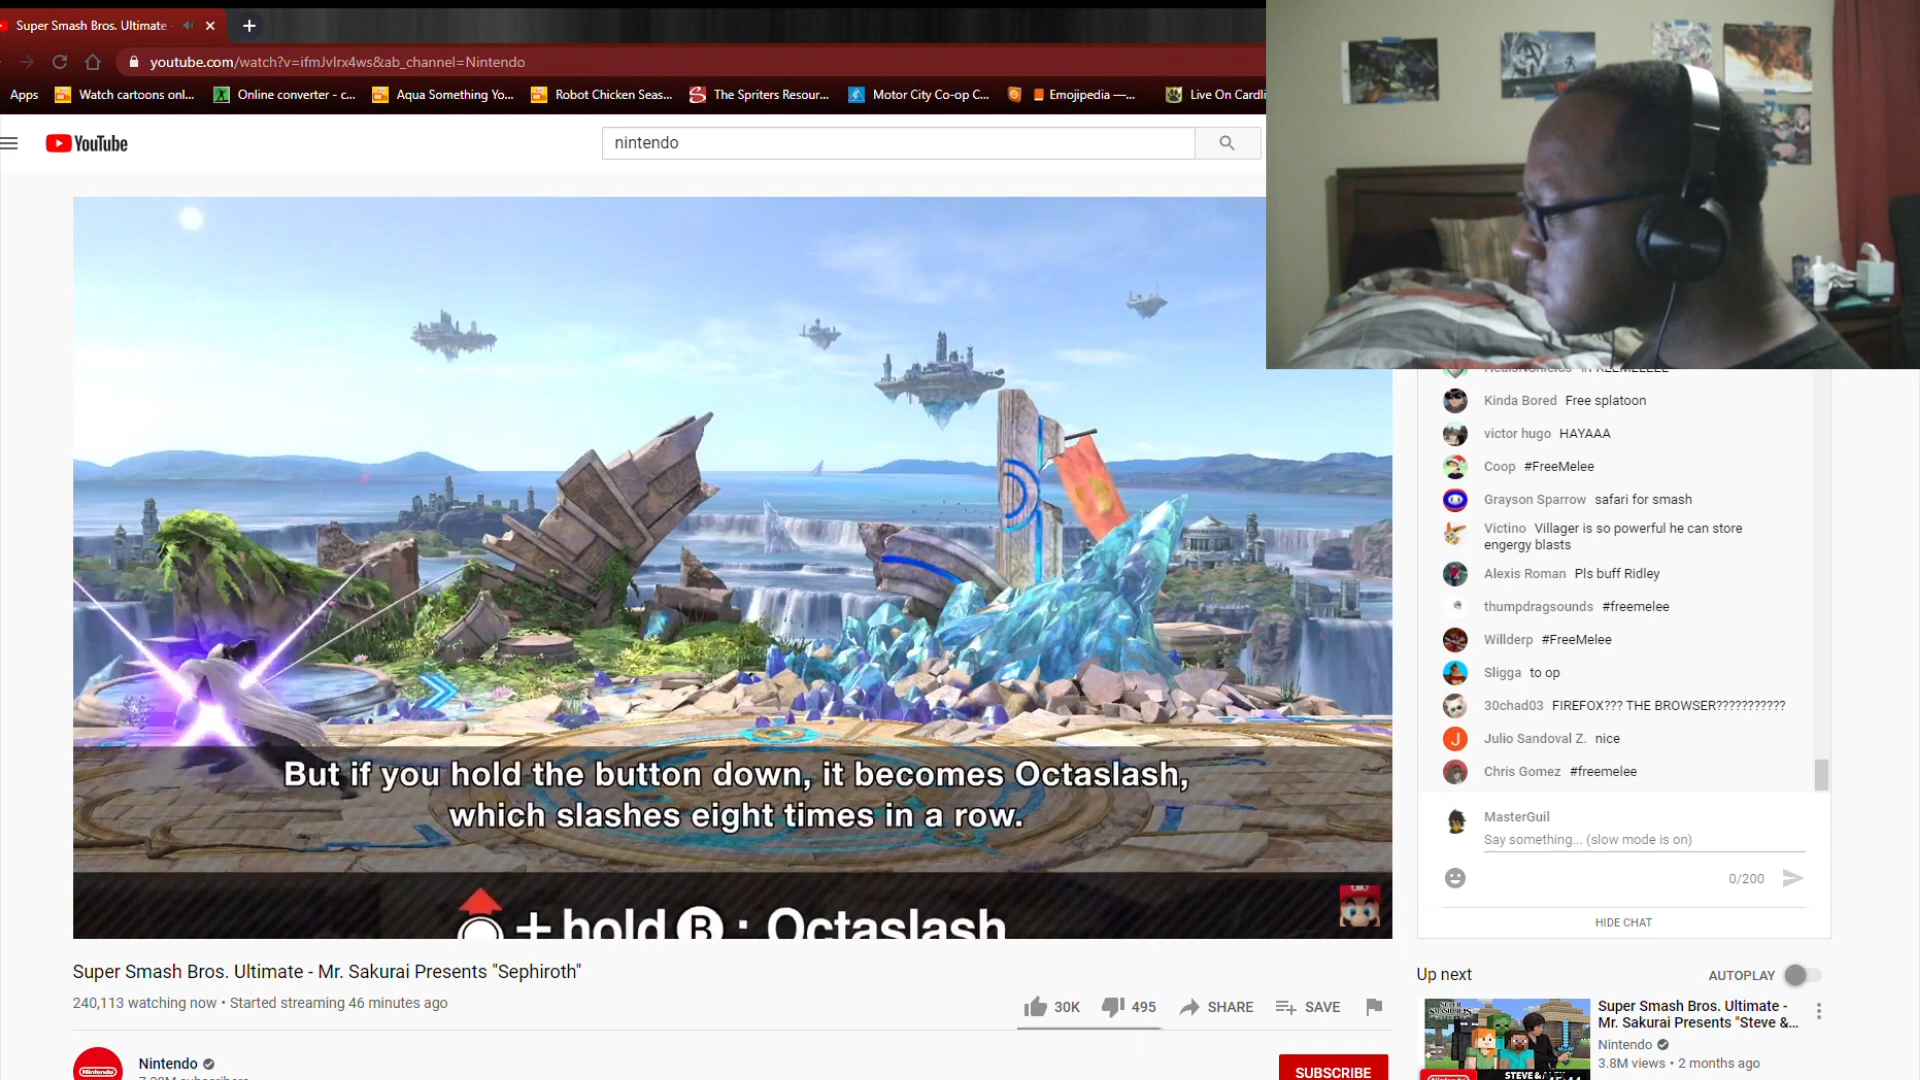 Super Smash Bros. Ultimate
youtube.com/watch?v=ifmJvlrx4ws&ab_channel=Nintendo
Apps
Watch cartoons onl...
Online converter - c...
Aqua Something Yo...
Robot Chicken Seas...
The Spriters Resour...
Motor City Co-op C...
Emojipedia —...
Live On Cardli
YouTube
nintendo
Kinda Bored Free splatoon
victor hugo HAYAAA
Coop #FreeMelee
Grayson Sparrow safari for smash
Victino Villager is so powerful he can store
engergy blasts
Alexis Roman Pls buff Ridley
thumpdragsounds #freemelee
Willderp #FreeMelee
Sligga to op
30chad03 FIREFOX??? THE BROWSER???????????
J
Julio Sandoval Z. nice
Chris Gomez #freemelee
MasterGuil
Say something... (slow mode is on)
0/200
HIDE CHAT
But if you hold the button down, it becomes Octaslash,
which slashes eight times in a row.
+ hold B : Octaslash
Super Smash Bros. Ultimate - Mr. Sakurai Presents "Sephiroth"
240,113 watching now • Started streaming 46 minutes ago
30K
495
SHARE
SAVE
Nintendo
Nintendo
SUBSCRIBE
Up next
AUTOPLAY
Super Smash Bros. Ultimate -
Mr. Sakurai Presents "Steve &...
Nintendo
3.8M views • 2 months ago